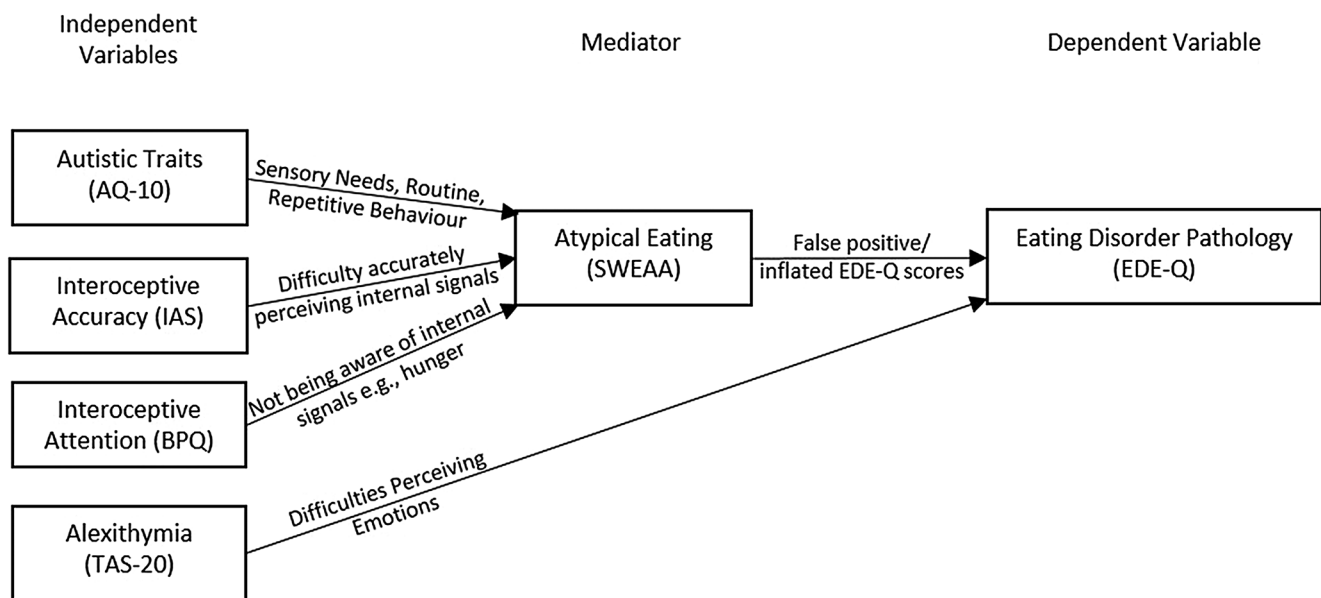 Independent
Variables
Mediator
Dependent Variable
Autistic Traits
(AQ-10)
Sensory Needs, Routine,
Repetitive Behaviour
Interoceptive
Accuracy (IAS)
Difficulty accurately
perceiving internal signals
Interoceptive
Attention (BPQ)
Not being aware of internal
signals e.g., hunger
Alexithymia
(TAS-20)
Difficulties Perceiving
Emotions
Atypical Eating
(SWEAA)
False positive/
inflated EDE-Q scores
Eating Disorder Pathology
(EDE-Q)